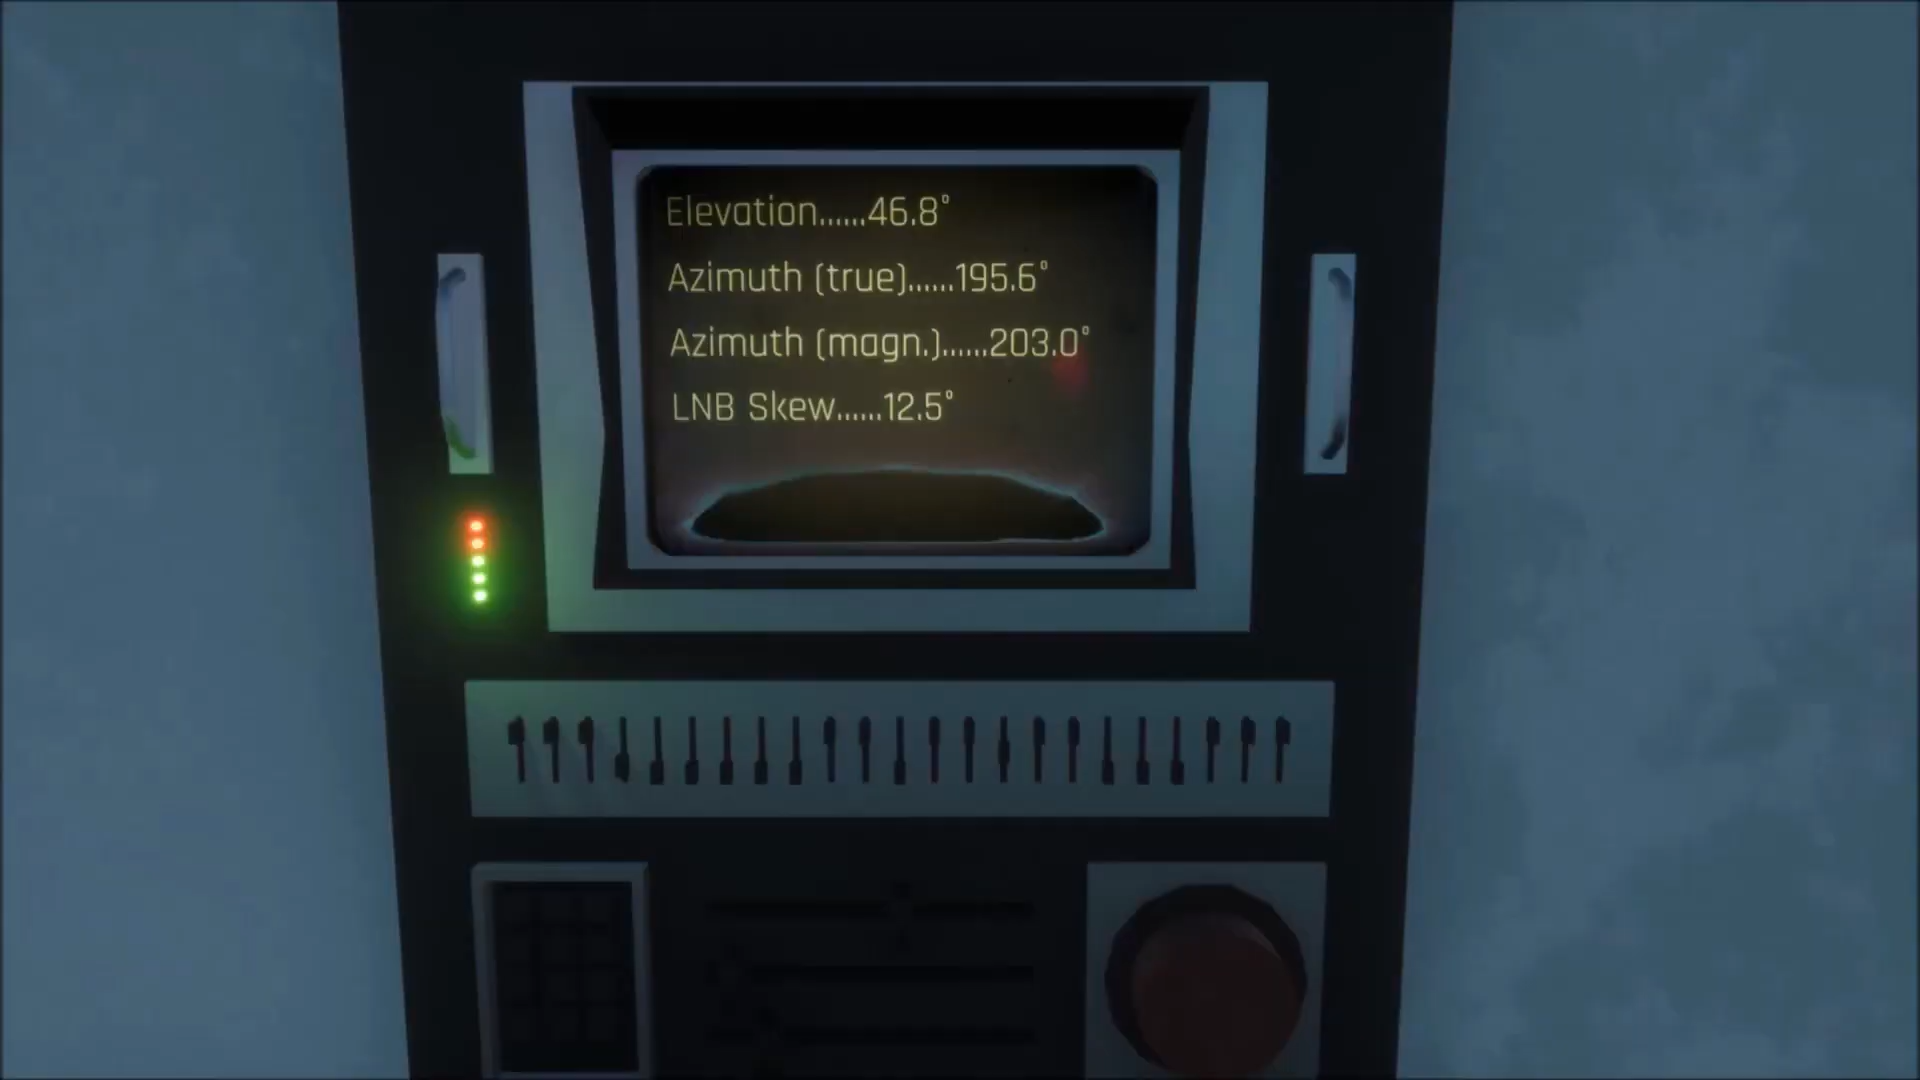 Elevation......46.8°
Azimuth (true)......195.6°
Azimuth (magn.)......203.0°
LNB Skew......12.5°